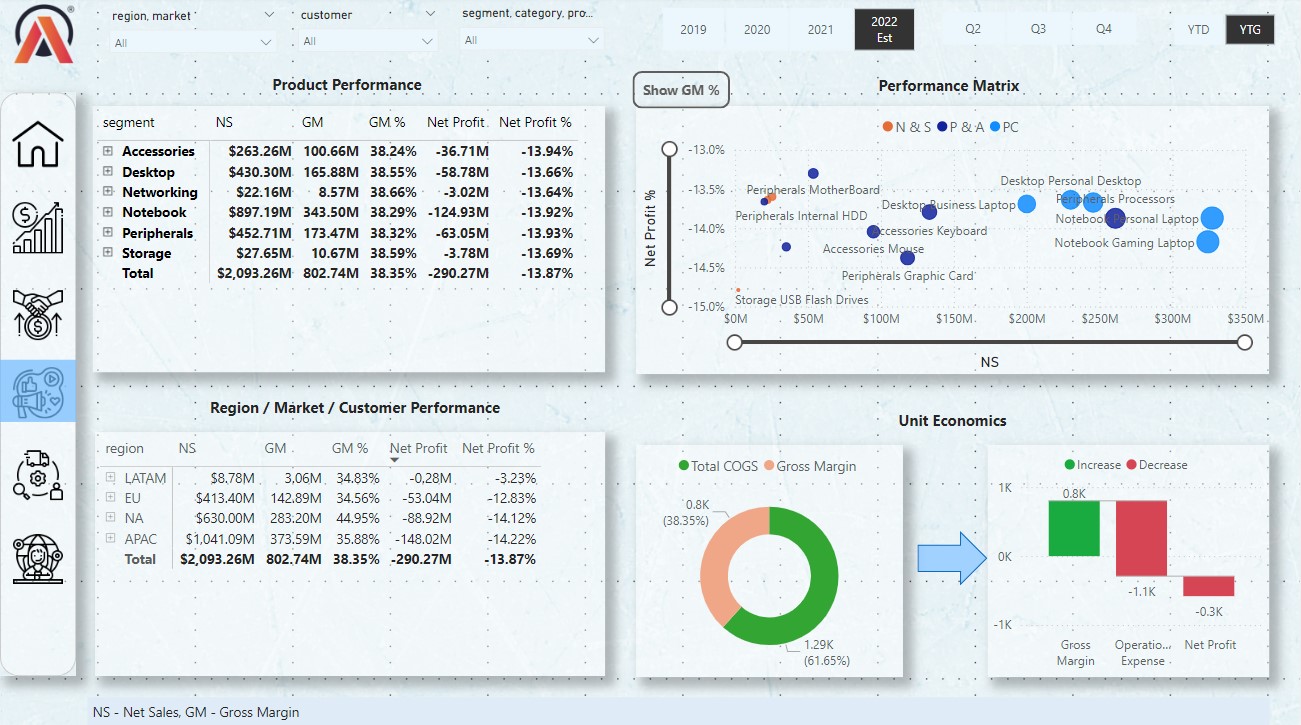 region, market
customer
segment, category, pro...
All
All
All
2019
2020
2021
2022
Est
Q2
Q3
Q4
YTD
YTG
Product Performance
segment NS GM GM % Net Profit Net Profit %
Accessories $263.26M 100.66M 38.24% -36.71M -13.94%
Desktop $430.30M 165.88M 38.55% -58.78M -13.66%
Networking $22.16M 8.57M 38.66% -3.02M -13.64%
Notebook $897.19M 343.50M 38.29% -124.93M -13.92%
Peripherals $452.71M 173.47M 38.32% -63.05M -13.93%
Storage $27.65M 10.67M 38.59% -3.78M -13.69%
Total $2,093.26M 802.74M 38.35% -290.27M -13.87%
Show GM %
Performance Matrix
N & S P & A PC
Net Profit %
-13.0%
-13.5%
-14.0%
-14.5%
-15.0%
Desktop Personal Desktop
Peripherals MotherBoard
Peripherals Processors
Desktop Business Laptop
Peripherals Internal HDD
Notebook Personal Laptop
Accessories Keyboard
Notebook Gaming Laptop
Accessories Mouse
Peripherals Graphic Card
Storage USB Flash Drives
$0M $50M $100M $150M $200M $250M $300M $350M
NS
Region / Market / Customer Performance
region NS GM GM % Net Profit Net Profit %
LATAM $8.78M 3,06M 34.83% -0,28M -3.23%
EU $413.40M 142.89M 34.56% -53.04M -12.83%
NA $630.00M 283.20M 44.95% -88.92M -14.12%
APAC $1,041.09M 373.59M 35.88% -148.02M -14.22%
Total $2,093.26M 802.74M 38.35% -290.27M -13.87%
Unit Economics
Total COGS Gross Margin
0.8K
(38.35%)
1.29K
(61.65%)
Increase Decrease
1K
0K
-1K
0.8K
-1.1K
-0.3K
Gross
Margin
Operatio...
Expense
Net Profit
NS - Net Sales, GM - Gross Margin